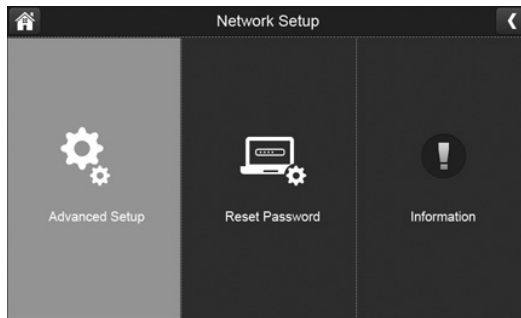 Network Setup
Advanced Setup
Reset Password
Information